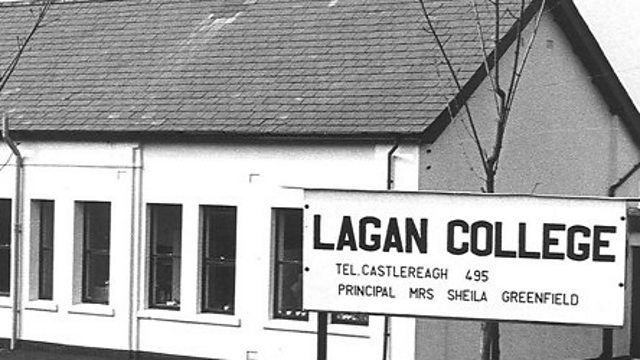 LAGAN COLLEGE
TEL. CASTLEREAGH 495
PRINCIPAL MRS SHEILA GREENFIELD